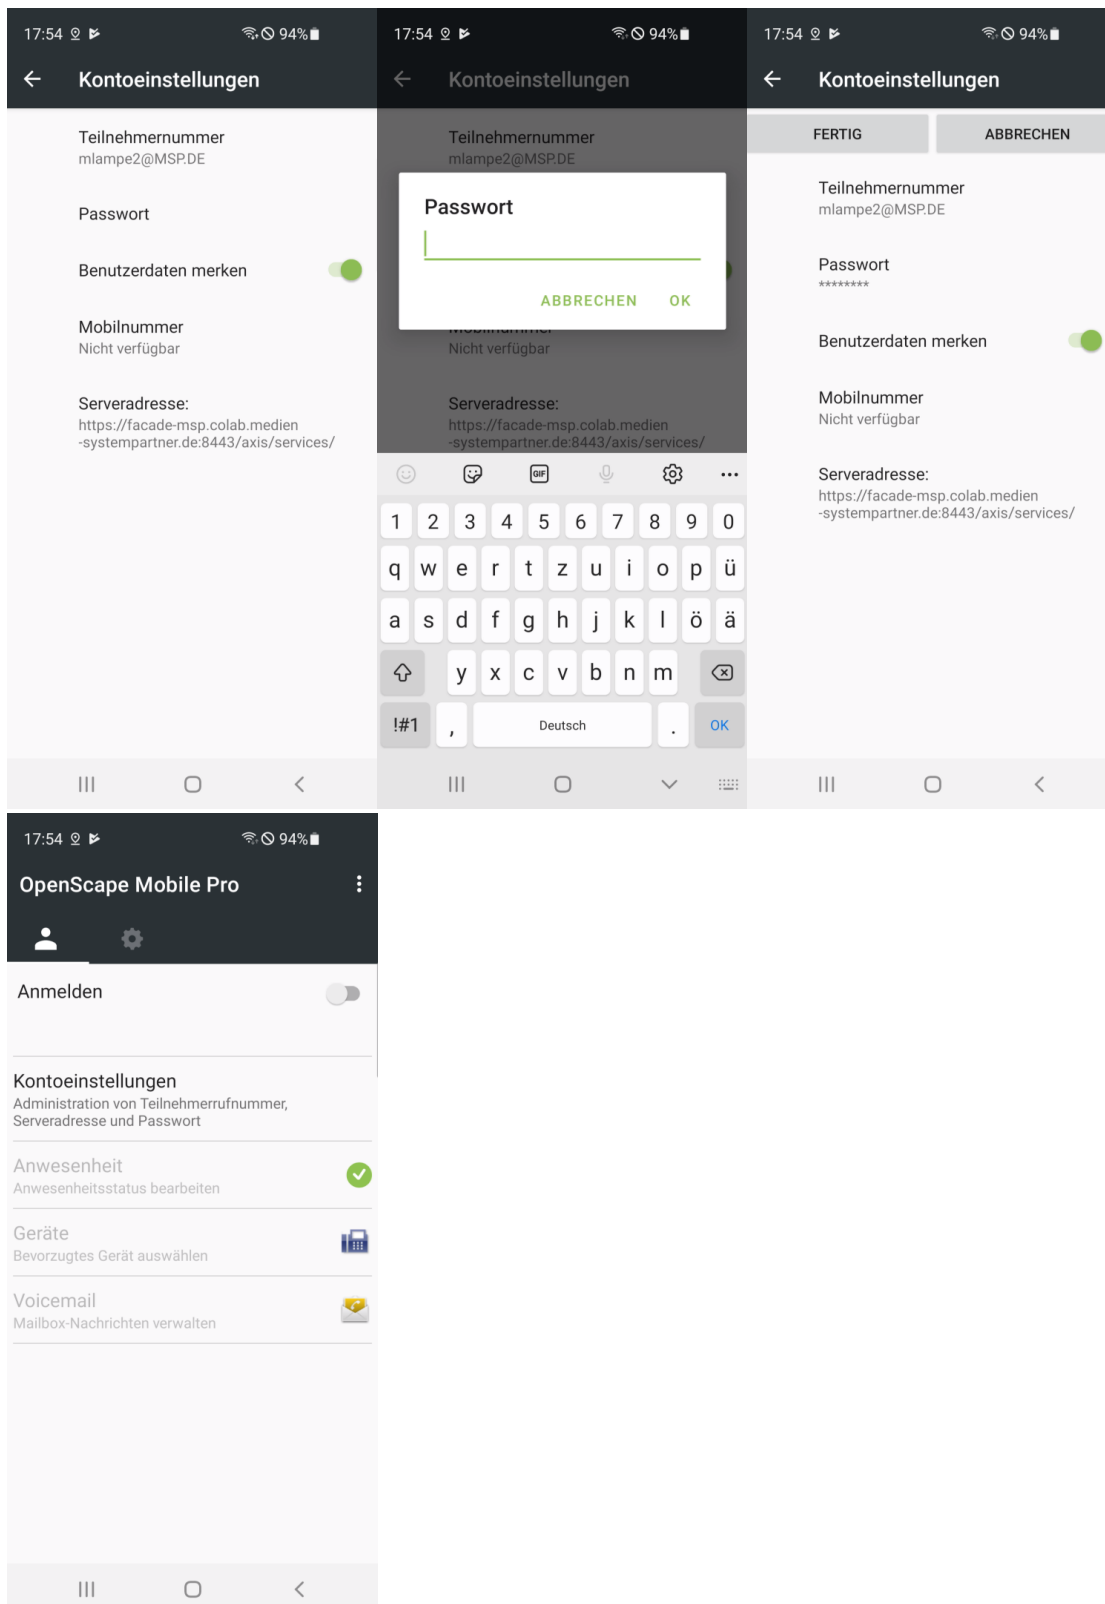 17:54
94%
Kontoeinstellungen
Teilnehmernummer
mlampe2@MSP.DE
Passwort
Benutzerdaten merken
Mobilnummer
Nicht verfügbar
Serveradresse:
https://facade-msp.colab.medien
-systempartner.de:8443/axis/services/
17:54
94%
Kontoeinstellungen
Teilnehmernummer
mlampe2@MSP.DE
Passwort
ABBRECHEN OK
Mobilnummer
Nicht verfügbar
Serveradresse:
https://facade-msp.colab.medien
-systempartner.de:8443/axis/services/
GIF
1 2 3 4 5 6 7 8 9 0
q w e r t z u i o p ü
a s d f g h j k l ö ä
y x c v b n m
!#1 , Deutsch . OK
17:54
94%
Kontoeinstellungen
FERTIG ABBRECHEN
Teilnehmernummer
mlampe2@MSP.DE
Passwort
********
Benutzerdaten merken
Mobilnummer
Nicht verfügbar
Serveradresse:
https://facade-msp.colab.medien
-systempartner.de:8443/axis/services/
17:54
94%
OpenScape Mobile Pro
Anmelden
Kontoeinstellungen
Administration von Teilnehmerrufnummer,
Serveradresse und Passwort
Anwesenheit
Anwesenheitsstatus bearbeiten
Geräte
Bevorzugtes Gerät auswählen
Voicemail
Mailbox-Nachrichten verwalten